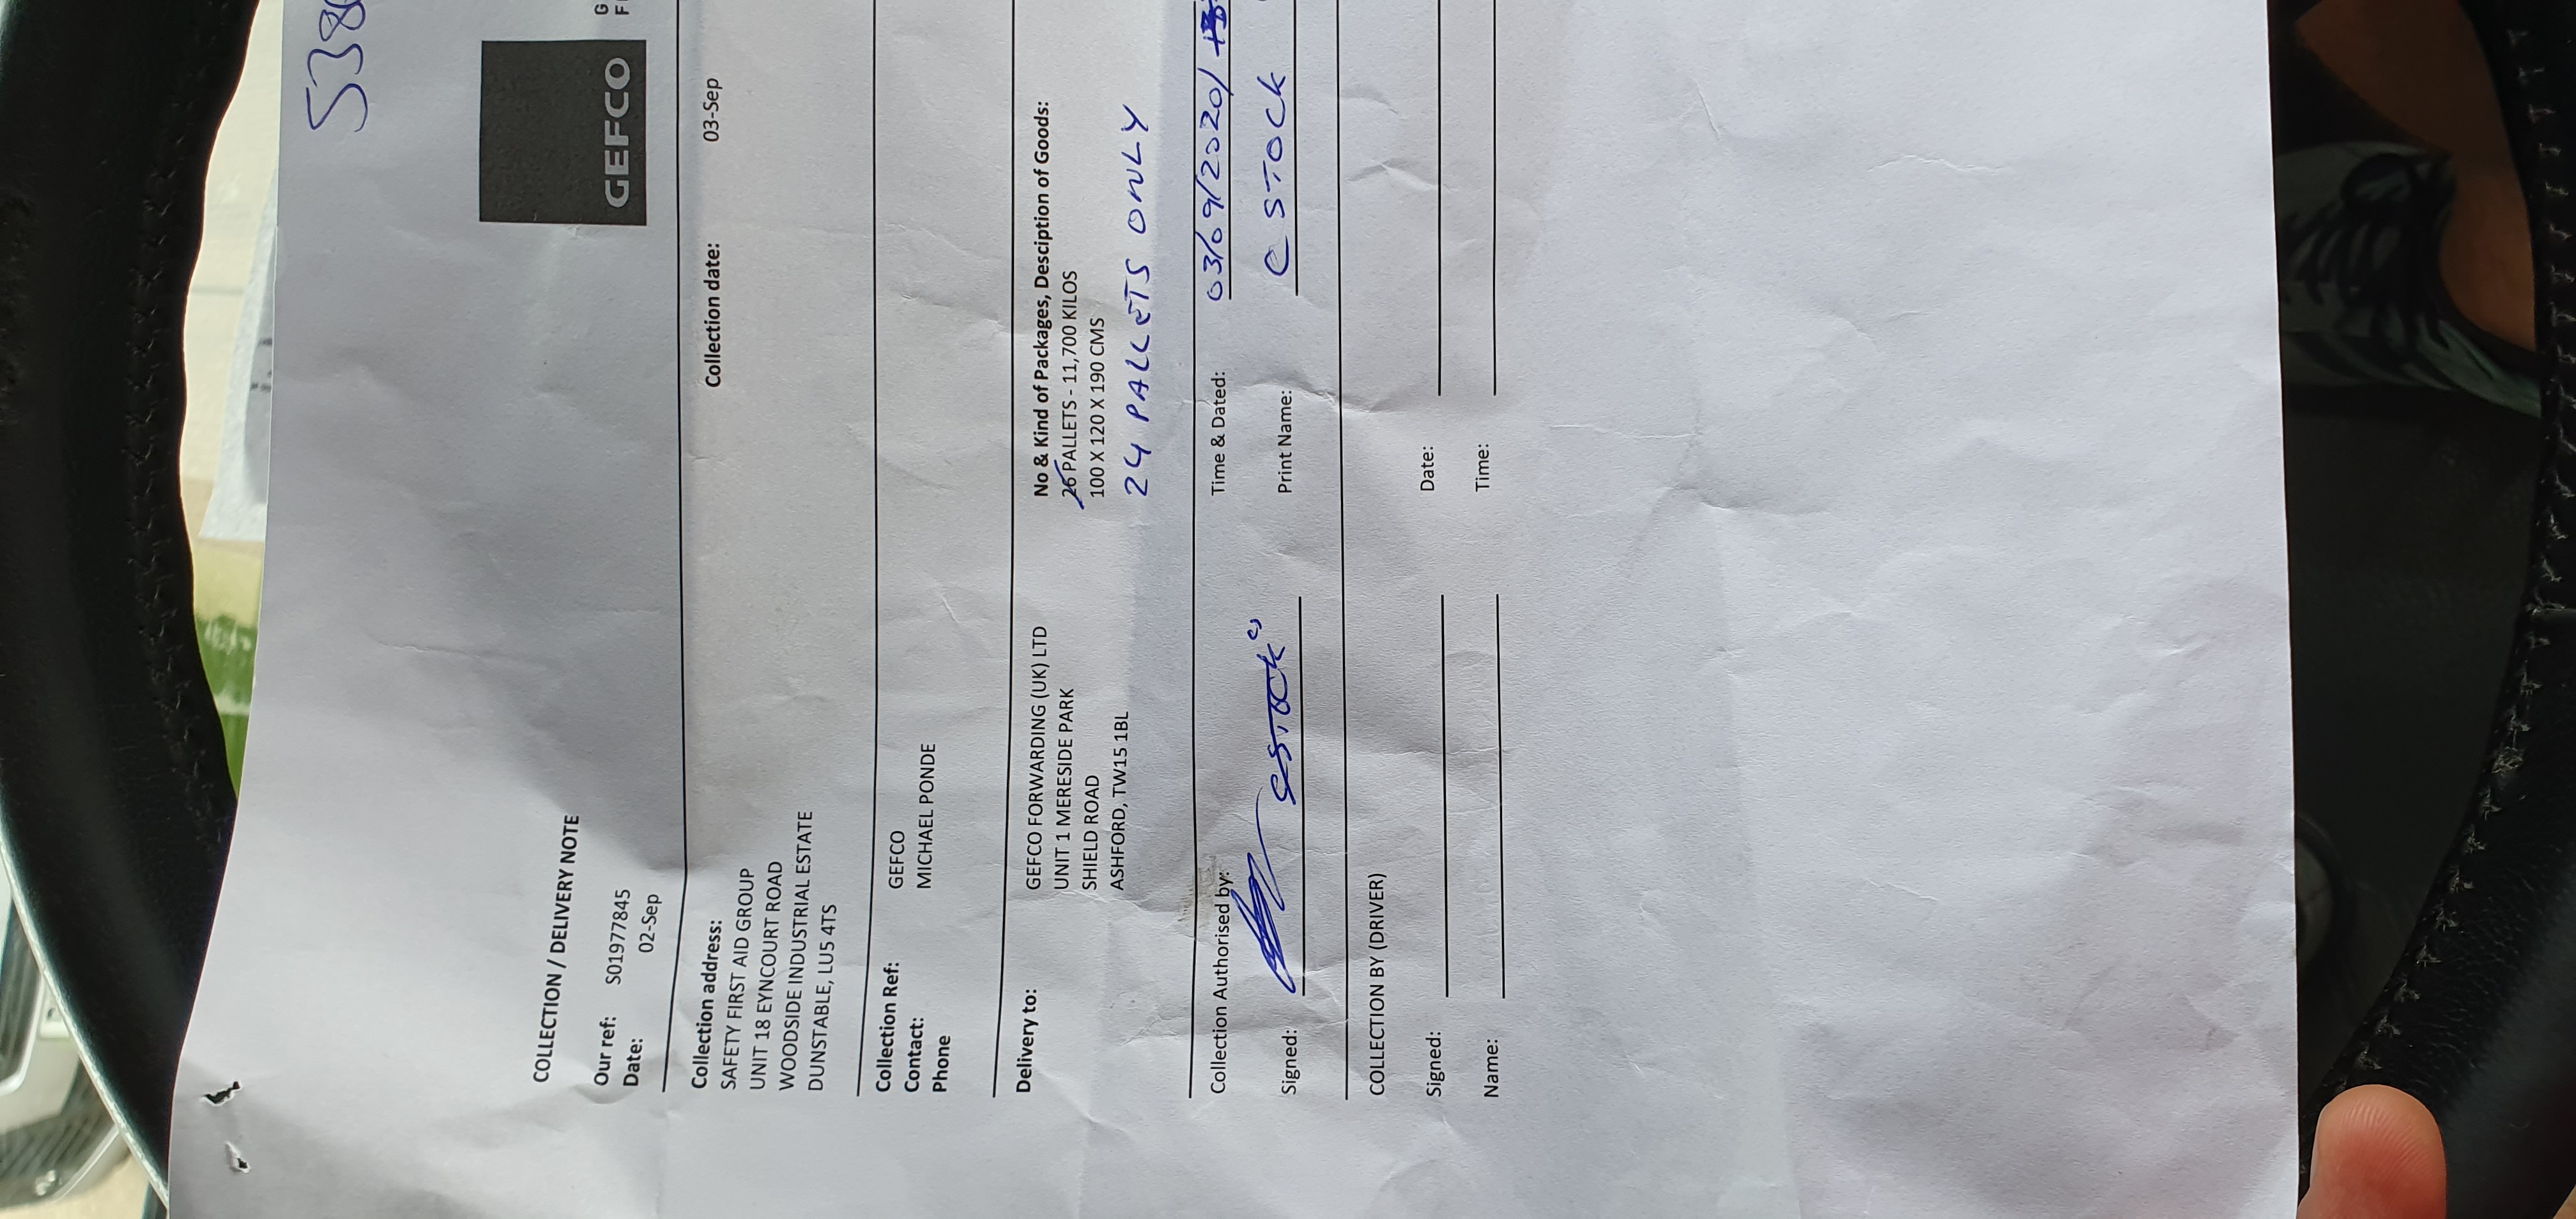 538
COLLECTION / DELIVERY NOTE
Our ref: S01977845
Date: 02-Sep
GEFCO
G
F
Collection address:
SAFETY FIRST AID GROUP
UNIT 18 EYNCOURT ROAD
WOODSIDE INDUSTRIAL ESTATE
DUNSTABLE, LU5 4TS
Collection date: 03-Sep
Collection Ref: GEFCO
Contact: MICHAEL PONDE
Phone
Delivery to:
GEFCO FORWARDING (UK) LTD
UNIT 1 MERESIDE PARK
SHIELD ROAD
ASHFORD, TW15 1BL
No & Kind of Packages, Desciption of Goods:
26 PALLETS - 11,700 KILOS
100 X 120 X 190 CMS
24 PALLETS ONLY
Collection Authorised by:
Time & Dated: 03/09/2020/
Signed: CSTOCK
Print Name: C STOCK
COLLECTION BY (DRIVER)
Signed:
Date:
Name:
Time: